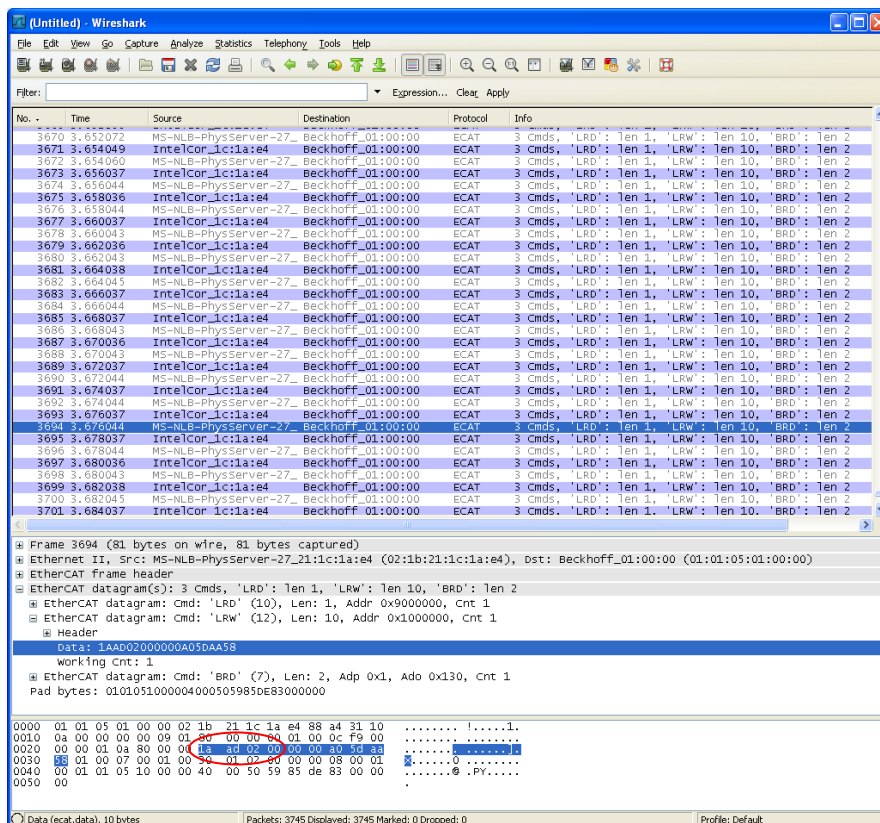 (Untitled) - Wireshark
File Edit View Go Capture Analyze Statistics Telephony Tools Help
Filter: Expression... Clear Apply
No. - Time Source Destination Protocol Info
3670 3.652072 MS-NLB-PhysServer-27_ Beckhoff_01:00:00 ECAT 3 Cmds, 'LRD': len 1, 'LRW': len 10, 'BRD': len 2
3671 3.654049 IntelCor_1c:1a:e4 Beckhoff_01:00:00 ECAT 3 Cmds, 'LRD': len 1, 'LRW': len 10, 'BRD': len 2
3672 3.654060 MS-NLB-PhysServer-27_ Beckhoff_01:00:00 ECAT 3 Cmds, 'LRD': len 1, 'LRW': len 10, 'BRD': len 2
3673 3.656037 IntelCor_1c:1a:e4 Beckhoff_01:00:00 ECAT 3 Cmds, 'LRD': len 1, 'LRW': len 10, 'BRD': len 2
3674 3.656044 MS-NLB-PhysServer-27_ Beckhoff_01:00:00 ECAT 3 Cmds, 'LRD': len 1, 'LRW': len 10, 'BRD': len 2
3675 3.658036 IntelCor_1c:1a:e4 Beckhoff_01:00:00 ECAT 3 Cmds, 'LRD': len 1, 'LRW': len 10, 'BRD': len 2
3676 3.658044 MS-NLB-PhysServer-27_ Beckhoff_01:00:00 ECAT 3 Cmds, 'LRD': len 1, 'LRW': len 10, 'BRD': len 2
3677 3.660037 IntelCor_1c:1a:e4 Beckhoff_01:00:00 ECAT 3 Cmds, 'LRD': len 1, 'LRW': len 10, 'BRD': len 2
3678 3.660043 MS-NLB-PhysServer-27_ Beckhoff_01:00:00 ECAT 3 Cmds, 'LRD': len 1, 'LRW': len 10, 'BRD': len 2
3679 3.662036 IntelCor_1c:1a:e4 Beckhoff_01:00:00 ECAT 3 Cmds, 'LRD': len 1, 'LRW': len 10, 'BRD': len 2
3680 3.662043 MS-NLB-PhysServer-27_ Beckhoff_01:00:00 ECAT 3 Cmds, 'LRD': len 1, 'LRW': len 10, 'BRD': len 2
3681 3.664038 IntelCor_1c:1a:e4 Beckhoff_01:00:00 ECAT 3 Cmds, 'LRD': len 1, 'LRW': len 10, 'BRD': len 2
3682 3.664045 MS-NLB-PhysServer-27_ Beckhoff_01:00:00 ECAT 3 Cmds, 'LRD': len 1, 'LRW': len 10, 'BRD': len 2
3683 3.666037 IntelCor_1c:1a:e4 Beckhoff_01:00:00 ECAT 3 Cmds, 'LRD': len 1, 'LRW': len 10, 'BRD': len 2
3684 3.666044 MS-NLB-PhysServer-27_ Beckhoff_01:00:00 ECAT 3 Cmds, 'LRD': len 1, 'LRW': len 10, 'BRD': len 2
3685 3.668037 IntelCor_1c:1a:e4 Beckhoff_01:00:00 ECAT 3 Cmds, 'LRD': len 1, 'LRW': len 10, 'BRD': len 2
3686 3.668043 MS-NLB-PhysServer-27_ Beckhoff_01:00:00 ECAT 3 Cmds, 'LRD': len 1, 'LRW': len 10, 'BRD': len 2
3687 3.670036 IntelCor_1c:1a:e4 Beckhoff_01:00:00 ECAT 3 Cmds, 'LRD': len 1, 'LRW': len 10, 'BRD': len 2
3688 3.670043 MS-NLB-PhysServer-27_ Beckhoff_01:00:00 ECAT 3 Cmds, 'LRD': len 1, 'LRW': len 10, 'BRD': len 2
3689 3.672037 IntelCor_1c:1a:e4 Beckhoff_01:00:00 ECAT 3 Cmds, 'LRD': len 1, 'LRW': len 10, 'BRD': len 2
3690 3.672044 MS-NLB-PhysServer-27_ Beckhoff_01:00:00 ECAT 3 Cmds, 'LRD': len 1, 'LRW': len 10, 'BRD': len 2
3691 3.674037 IntelCor_1c:1a:e4 Beckhoff_01:00:00 ECAT 3 Cmds, 'LRD': len 1, 'LRW': len 10, 'BRD': len 2
3692 3.674044 MS-NLB-PhysServer-27_ Beckhoff_01:00:00 ECAT 3 Cmds, 'LRD': len 1, 'LRW': len 10, 'BRD': len 2
3693 3.676037 IntelCor_1c:1a:e4 Beckhoff_01:00:00 ECAT 3 Cmds, 'LRD': len 1, 'LRW': len 10, 'BRD': len 2
3694 3.676044 MS-NLB-PhysServer-27_ Beckhoff_01:00:00 ECAT 3 Cmds, 'LRD': len 1, 'LRW': len 10, 'BRD': len 2
3695 3.678037 IntelCor_1c:1a:e4 Beckhoff_01:00:00 ECAT 3 Cmds, 'LRD': len 1, 'LRW': len 10, 'BRD': len 2
3696 3.678044 MS-NLB-PhysServer-27_ Beckhoff_01:00:00 ECAT 3 Cmds, 'LRD': len 1, 'LRW': len 10, 'BRD': len 2
3697 3.680036 IntelCor_1c:1a:e4 Beckhoff_01:00:00 ECAT 3 Cmds, 'LRD': len 1, 'LRW': len 10, 'BRD': len 2
3698 3.680043 MS-NLB-PhysServer-27_ Beckhoff_01:00:00 ECAT 3 Cmds, 'LRD': len 1, 'LRW': len 10, 'BRD': len 2
3699 3.682038 IntelCor_1c:1a:e4 Beckhoff_01:00:00 ECAT 3 Cmds, 'LRD': len 1, 'LRW': len 10, 'BRD': len 2
3700 3.682045 MS-NLB-PhysServer-27_ Beckhoff_01:00:00 ECAT 3 Cmds, 'LRD': len 1, 'LRW': len 10, 'BRD': len 2
3701 3.684037 IntelCor_1c:1a:e4 Beckhoff_01:00:00 ECAT 3 Cmds, 'LRD': len 1, 'LRW': len 10, 'BRD': len 2
Frame 3694 (81 bytes on wire, 81 bytes captured)
Ethernet II, Src: MS-NLB-PhysServer-27_21:1c:1a:e4 (02:1b:21:1c:1a:e4), Dst: Beckhoff_01:00:00 (01:01:05:01:00:00)
EtherCAT frame header
EtherCAT datagram(s): 3 Cmds, 'LRD': len 1, 'LRW': len 10, 'BRD': len 2
EtherCAT datagram: Cmd: 'LRD' (10), Len: 1, Addr 0x9000000, Cnt 1
EtherCAT datagram: Cmd: 'LRW' (12), Len: 10, Addr 0x1000000, Cnt 1
Header
Data: 1AAD02000000A05DAA58
Working Cnt: 1
EtherCAT datagram: Cmd: 'BRD' (7), Len: 2, Adp 0x1, Ado 0x130, Cnt 1
Pad bytes: 0101051000004000505985DE83000000
0000 01 01 05 01 00 00 02 1b 21 1c 1a e4 88 a4 31 10 ........ !.....1.
0010 0a 00 00 00 00 09 01 80 00 00 00 01 00 0c f9 00 ........ ........
0020 00 00 01 0a 80 00 00 1a ad 02 00 00 00 a0 5d aa ........ ......].
0030 58 01 00 07 00 01 00 30 01 02 00 00 00 08 00 01 X......0 ........
0040 00 01 01 05 10 00 00 40 00 50 59 85 de 83 00 00 .......@ .PY.....
0050 00 .
Data (ecat.data), 10 bytes Packets: 3745 Displayed: 3745 Marked: 0 Dropped: 0 Profile: Default